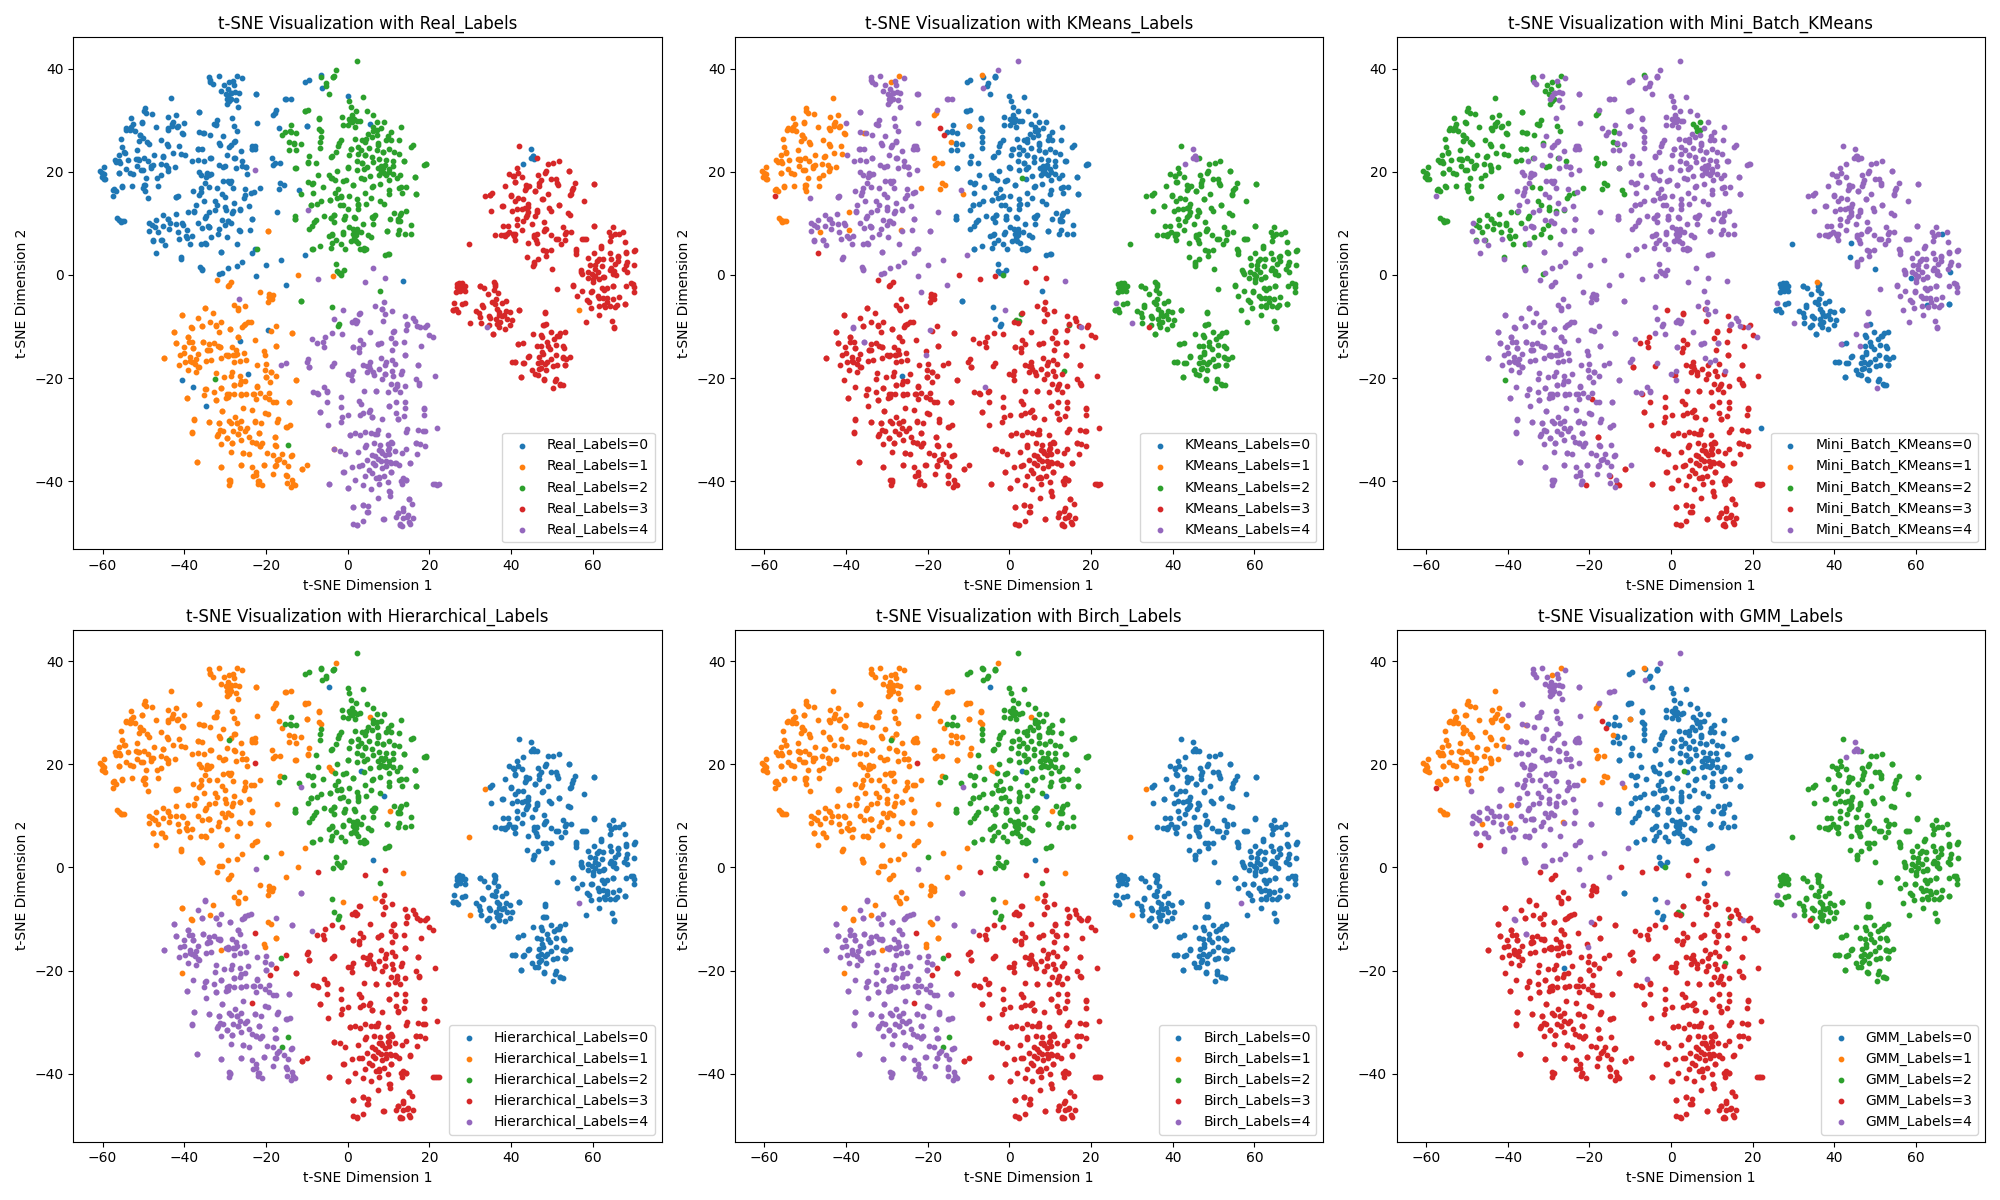 t-SNE Visualization with Real_Labels
t-SNE Dimension 2
40
20
0
−20
−40
Real_Labels=0
Real_Labels=1
Real_Labels=2
Real_Labels=3
Real_Labels=4
−60 −40 −20 0 20 40 60
t-SNE Dimension 1
t-SNE Visualization with KMeans_Labels
t-SNE Dimension 2
40
20
0
−20
−40
KMeans_Labels=0
KMeans_Labels=1
KMeans_Labels=2
KMeans_Labels=3
KMeans_Labels=4
−60 −40 −20 0 20 40 60
t-SNE Dimension 1
t-SNE Visualization with Mini_Batch_KMeans
t-SNE Dimension 2
40
20
0
−20
−40
Mini_Batch_KMeans=0
Mini_Batch_KMeans=1
Mini_Batch_KMeans=2
Mini_Batch_KMeans=3
Mini_Batch_KMeans=4
−60 −40 −20 0 20 40 60
t-SNE Dimension 1
t-SNE Visualization with Hierarchical_Labels
t-SNE Dimension 2
40
20
0
−20
−40
Hierarchical_Labels=0
Hierarchical_Labels=1
Hierarchical_Labels=2
Hierarchical_Labels=3
Hierarchical_Labels=4
−60 −40 −20 0 20 40 60
t-SNE Dimension 1
t-SNE Visualization with Birch_Labels
t-SNE Dimension 2
40
20
0
−20
−40
Birch_Labels=0
Birch_Labels=1
Birch_Labels=2
Birch_Labels=3
Birch_Labels=4
−60 −40 −20 0 20 40 60
t-SNE Dimension 1
t-SNE Visualization with GMM_Labels
t-SNE Dimension 2
40
20
0
−20
−40
GMM_Labels=0
GMM_Labels=1
GMM_Labels=2
GMM_Labels=3
GMM_Labels=4
−60 −40 −20 0 20 40 60
t-SNE Dimension 1